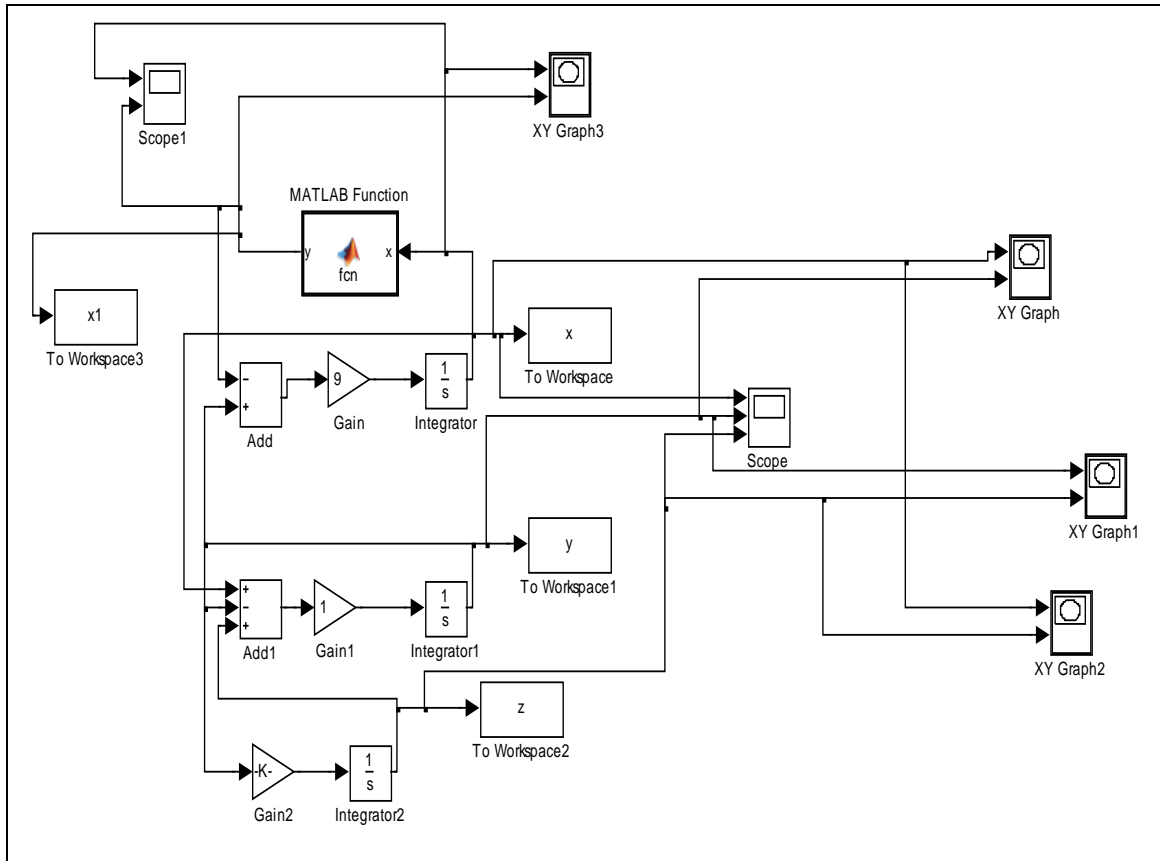 Scope1
XY Graph3
MATLAB Function
y
fcn
x
x1
To Workspace3
XY Graph
x
To Workspace
−
+
Add
9
Gain
1
s
Integrator
Scope
XY Graph1
y
To Workspace1
+
−
+
Add1
1
Gain1
1
s
Integrator1
XY Graph2
z
To Workspace2
-K-
Gain2
1
s
Integrator2